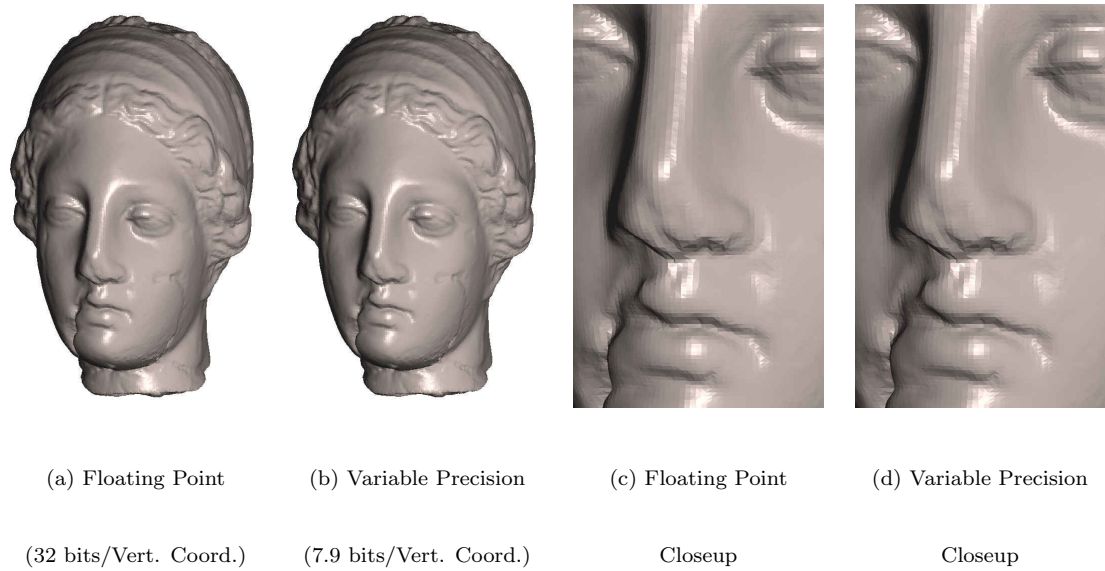 (a) Floating Point
(b) Variable Precision
(c) Floating Point
(d) Variable Precision
(32 bits/Vert. Coord.)
(7.9 bits/Vert. Coord.)
Closeup
Closeup